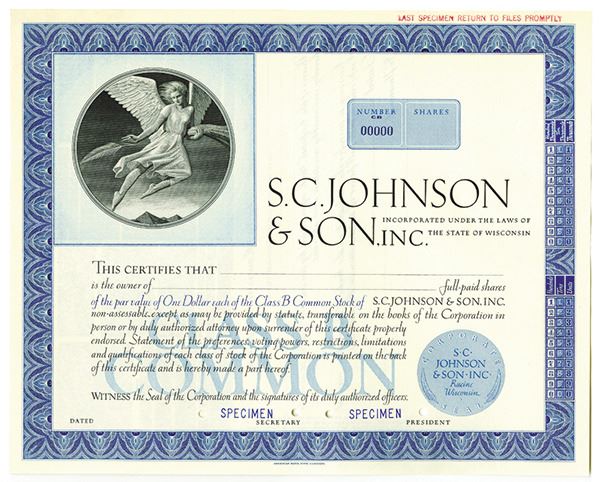 LAST SPECIMEN RETURN TO FILES PROMPTLY
NUMBER
CB
00000
SHARES
S.C. JOHNSON
& SON, INC.
INCORPORATED UNDER THE LAWS OF
THE STATE OF WISCONSIN
THIS CERTIFIES THAT
is the owner of full-paid shares
of the par value of One Dollar each of the Class B Common Stock of S.C. JOHNSON & SON, INC.
non-assessable, except as may be provided by statute, transferable on the books of the Corporation in
person or by duly authorized attorney upon surrender of this certificate properly
endorsed. Statement of the preferences, voting powers, restrictions, limitations
and qualifications of each class of stock of the Corporation is printed on the back
of this certificate and is hereby made a part hereof.
CLASS B
COMMON
WITNESS the Seal of the Corporation and the signatures of its duly authorized officers.
CORPORATE
S·C·
JOHNSON
& SON·INC·
Racine
Wisconsin.
SEAL
SPECIMEN SPECIMEN
DATED SECRETARY PRESIDENT